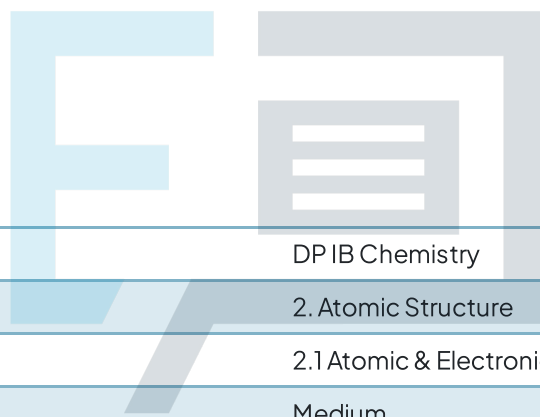 DP IB Chemistry
2. Atomic Structure
2.1 Atomic & Electroni
Medium